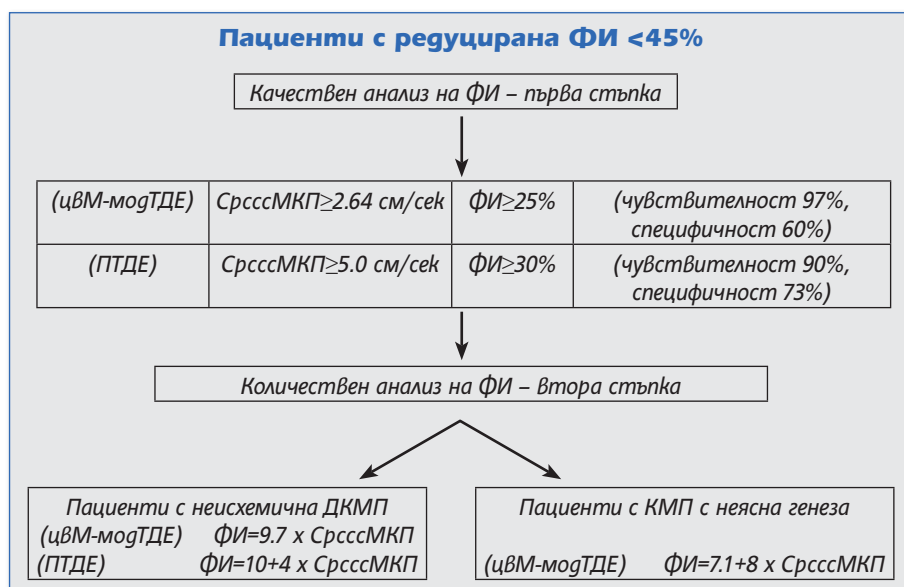 Пациенти с редуцирана ФИ <45%
Качествен анализ на ФИ – първа стъпка
(цвМ-модТДЕ) СрсссМКП≥2.64 см/сек ФИ≥25% (чувствителност 97%,
специфичност 60%)
(ПТДЕ) СрсссМКП≥5.0 см/сек ФИ≥30% (чувствителност 90%,
специфичност 73%)
Количествен анализ на ФИ – втора стъпка
Пациенти с неисхемична ДКМП
(цвМ-модТДЕ) ФИ=9.7 х СрсссМКП
(ПТДЕ) ФИ=10+4 х СрсссМКП
Пациенти с КМП с неясна генеза
(цвМ-модТДЕ) ФИ=7.1+8 х СрсссМКП